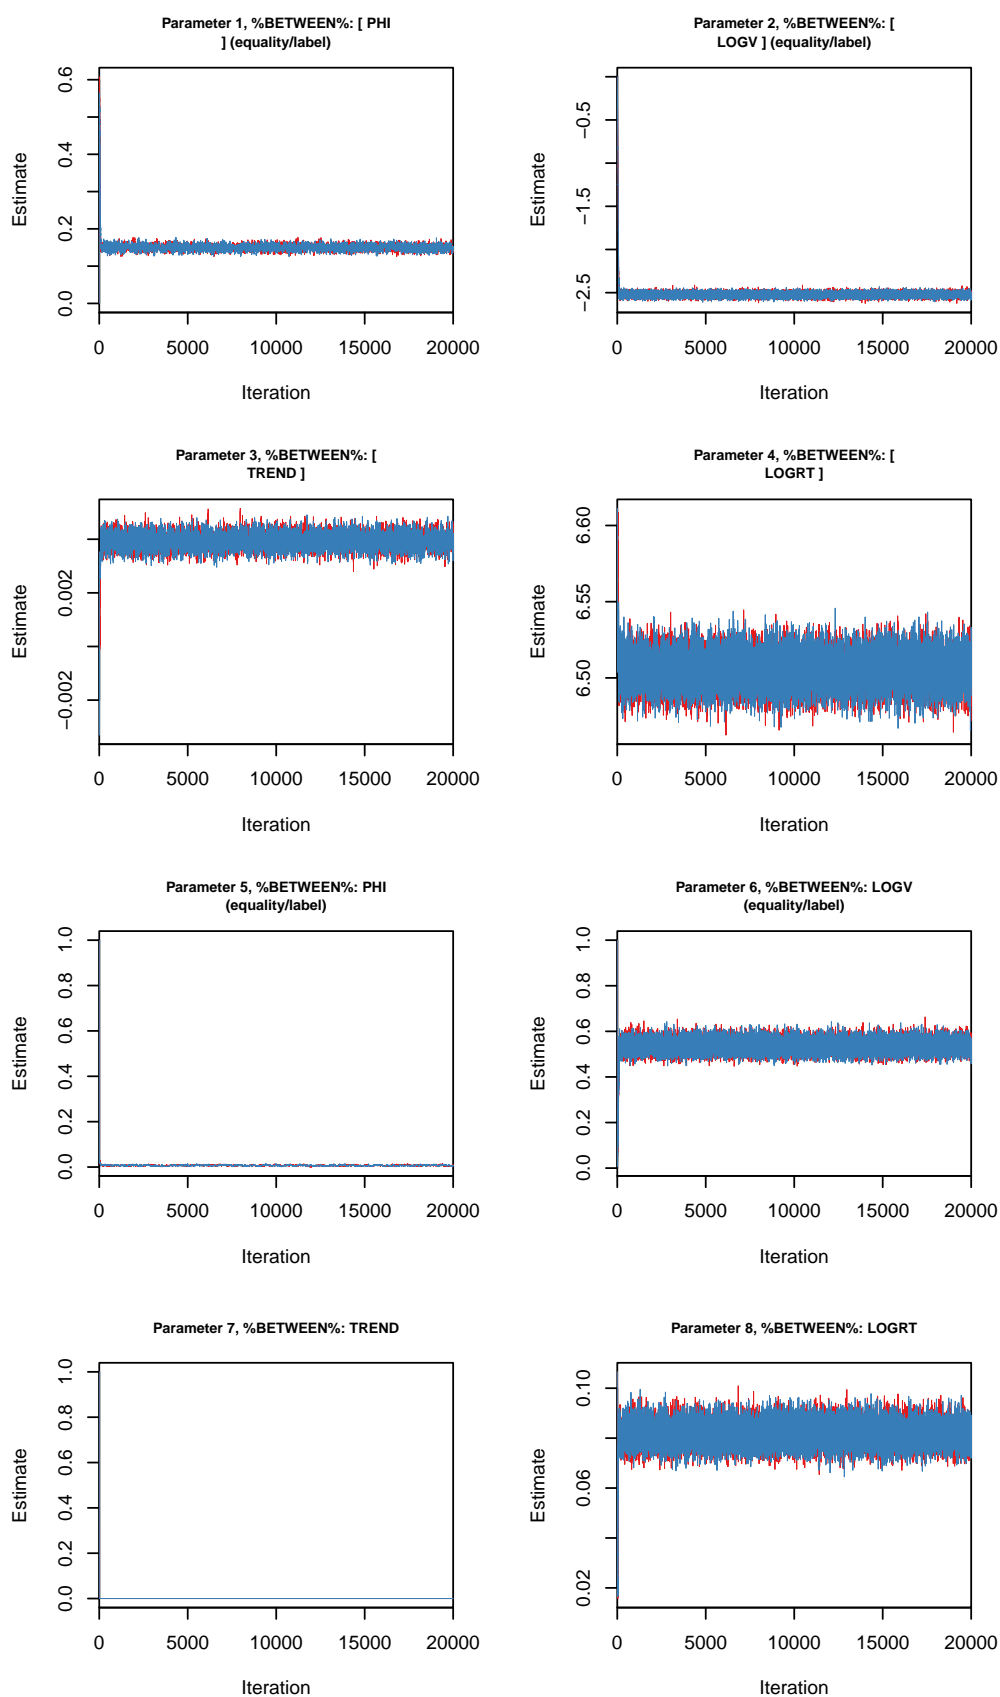 Parameter 1, %BETWEEN%: [ PHI
] (equality/label)
Estimate
0.0 0.2 0.4 0.6
0 5000 10000 15000 20000
Iteration
Parameter 2, %BETWEEN%: [
LOGV ] (equality/label)
Estimate
−2.5 −1.5 −0.5
0 5000 10000 15000 20000
Iteration
Parameter 3, %BETWEEN%: [
TREND ]
Estimate
−0.002 0.002
0 5000 10000 15000 20000
Iteration
Parameter 4, %BETWEEN%: [
LOGRT ]
Estimate
6.50 6.55 6.60
0 5000 10000 15000 20000
Iteration
Parameter 5, %BETWEEN%: PHI
(equality/label)
Estimate
0.0 0.2 0.4 0.6 0.8 1.0
0 5000 10000 15000 20000
Iteration
Parameter 6, %BETWEEN%: LOGV
(equality/label)
Estimate
0.0 0.2 0.4 0.6 0.8 1.0
0 5000 10000 15000 20000
Iteration
Parameter 7, %BETWEEN%: TREND
Estimate
0.0 0.2 0.4 0.6 0.8 1.0
0 5000 10000 15000 20000
Iteration
Parameter 8, %BETWEEN%: LOGRT
Estimate
0.02 0.06 0.10
0 5000 10000 15000 20000
Iteration